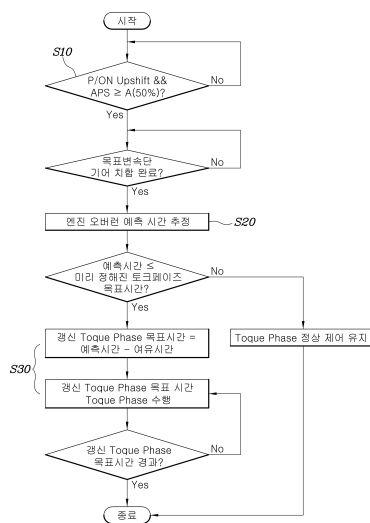 시작
S10
P/ON Upshift &&
APS ≥ A(50%)?
No
Yes
목표변속단
기어 치합 완료?
No
Yes
엔진 오버런 예측 시간 추정
S20
예측시간 ≤
미리 정해진 토크페이즈
목표시간?
No
Yes
갱신 Toque Phase 목표시간 =
예측시간 - 여유시간
Toque Phase 정상 제어 유지
S30
갱신 Toque Phase 목표 시간
Toque Phase 수행
갱신 Toque Phase
목표시간 경과?
No
Yes
종료